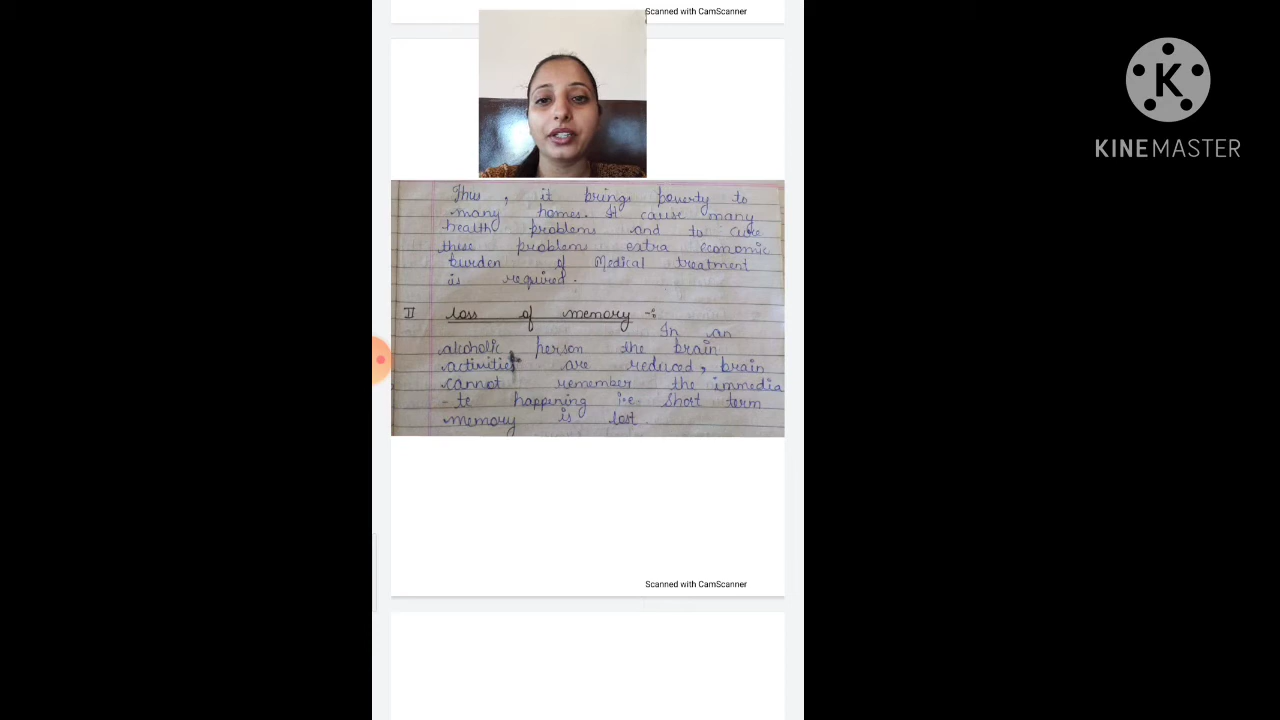 Scanned with CamScanner
K
KINEMASTER
Thus, it brings poverty to
many homes. It cause many
health problems and to cure
these problems extra economic
burden of Medical treatment
is required.
II loss of memory -:
In an
alcoholic person the brain
activities are reduced, brain
cannot remember the immedia
-te happening i.e short term
memory is lost.
Scanned with CamScanner